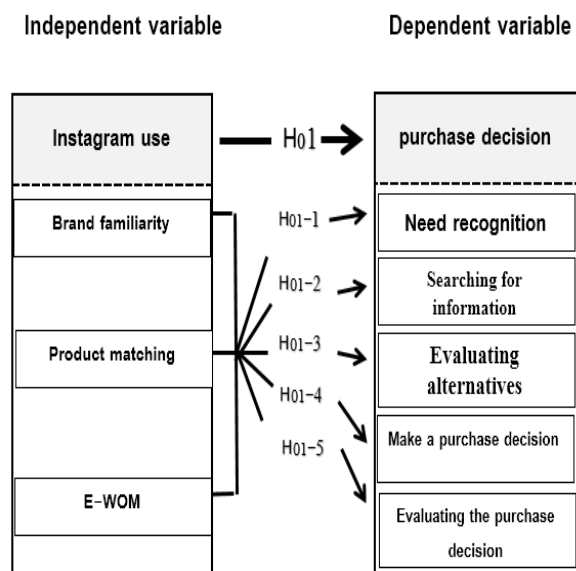 Independent variable
Dependent variable
Instagram use
H01
purchase decision
Brand familiarity
H01-1
Need recognition
H01-2
Searching for
information
Product matching
H01-3
Evaluating
alternatives
H01-4
Make a purchase decision
H01-5
E-WOM
Evaluating the purchase
decision